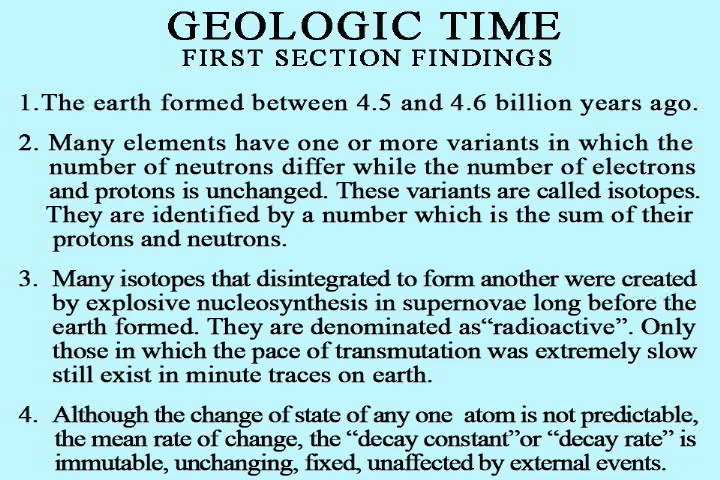 GEOLOGIC TIME
FIRST SECTION FINDINGS
1.The earth formed between 4.5 and 4.6 billion years ago.
2. Many elements have one or more variants in which the
number of neutrons differ while the number of electrons
and protons is unchanged. These variants are called isotopes.
They are identified by a number which is the sum of their
protons and neutrons.
3. Many isotopes that disintegrated to form another were created
by explosive nucleosynthesis in supernovae long before the
earth formed. They are denominated as“radioactive”. Only
those in which the pace of transmutation was extremely slow
still exist in minute traces on earth.
4. Although the change of state of any one atom is not predictable,
the mean rate of change, the “decay constant”or “decay rate” is
immutable, unchanging, fixed, unaffected by external events.